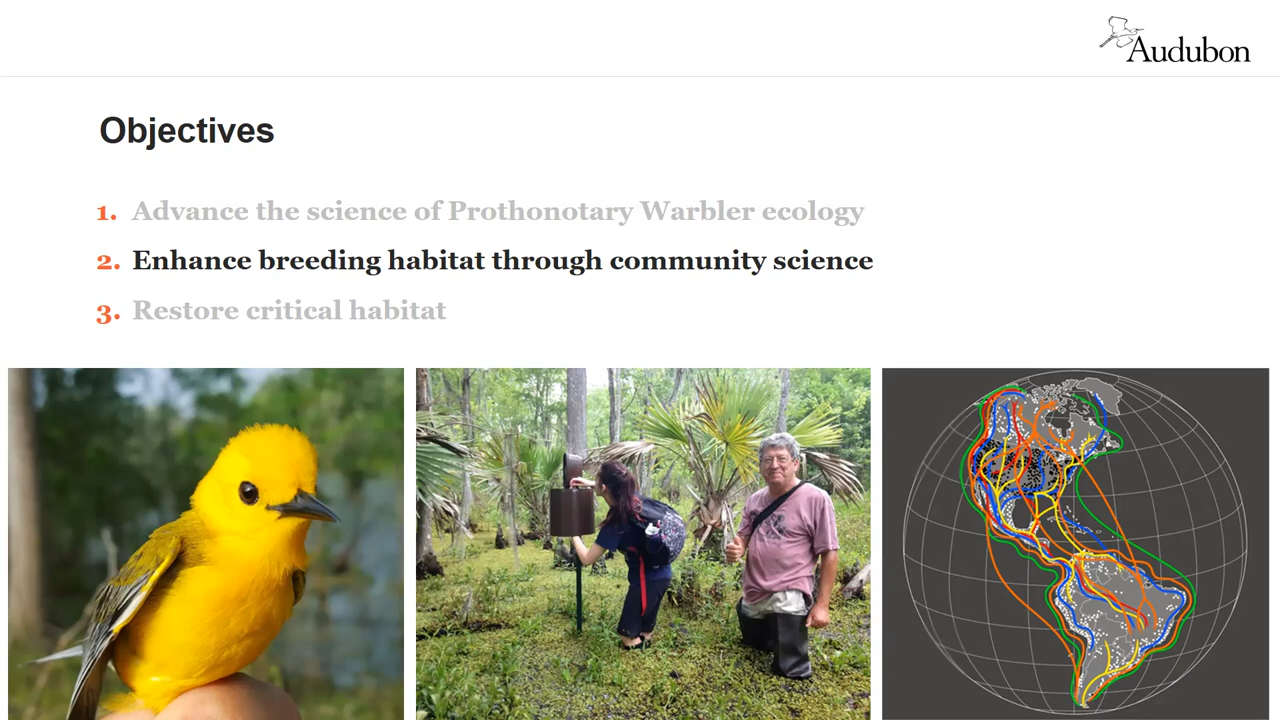 Audubon
Objectives
1. Advance the science of Prothonotary Warbler ecology
2. Enhance breeding habitat through community science
3. Restore critical habitat